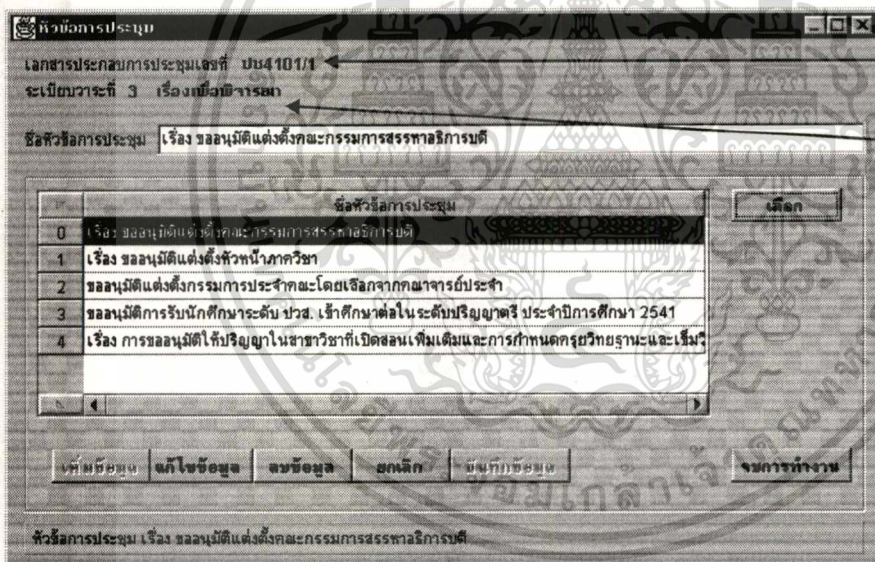 หัวข้อการประชุม
เอกสารประกอบการประชุมเลขที่ ปช4101/1
ระเบียบวาระที่ 3 เรื่องเพื่อพิจารณา
ชื่อหัวข้อการประชุม เรื่อง ขออนุมัติแต่งตั้งคณะกรรมการสรรหาอธิการบดี
ชื่อหัวข้อการประชุม
เลือก
0 เรื่อง ขออนุมัติแต่งตั้งคณะกรรมการสรรหาอธิการบดี
1 เรื่อง ขออนุมัติแต่งตั้งหัวหน้าภาควิชา
2 ขออนุมัติแต่งตั้งกรรมการประจำคณะโดยเลือกจากคณาจารย์ประจำ
3 ขออนุมัติการรับนักศึกษาระดับ ปวส. เข้าศึกษาต่อในระดับปริญญาตรี ประจำปีการศึกษา 2541
4 เรื่อง การขออนุมัติให้ปริญญาในสาขาวิชาที่เปิดสอนเพิ่มเติมและการกำหนดครุยวิทยฐานะและเข็มวิ
เพิ่มข้อมูล แก้ไขข้อมูล ลบข้อมูล ยกเลิก บันทึกข้อมูล จบการทำงาน
หัวข้อการประชุม เรื่อง ขออนุมัติแต่งตั้งคณะกรรมการสรรหาอธิการบดี